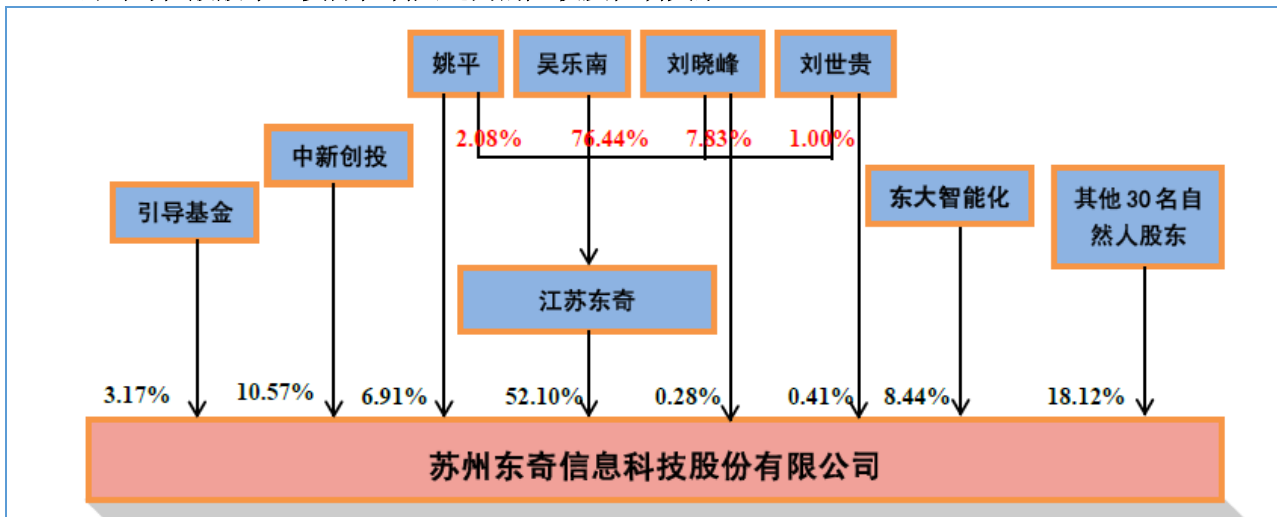 姚平
吴乐南
刘晓峰
刘世贵
2.08%
76.44%
7.83%
1.00%
中新创投
引导基金
东大智能化
其他 30 名自
然人股东
江苏东奇
3.17%
10.57%
6.91%
52.10%
0.28%
0.41%
8.44%
18.12%
苏州东奇信息科技股份有限公司